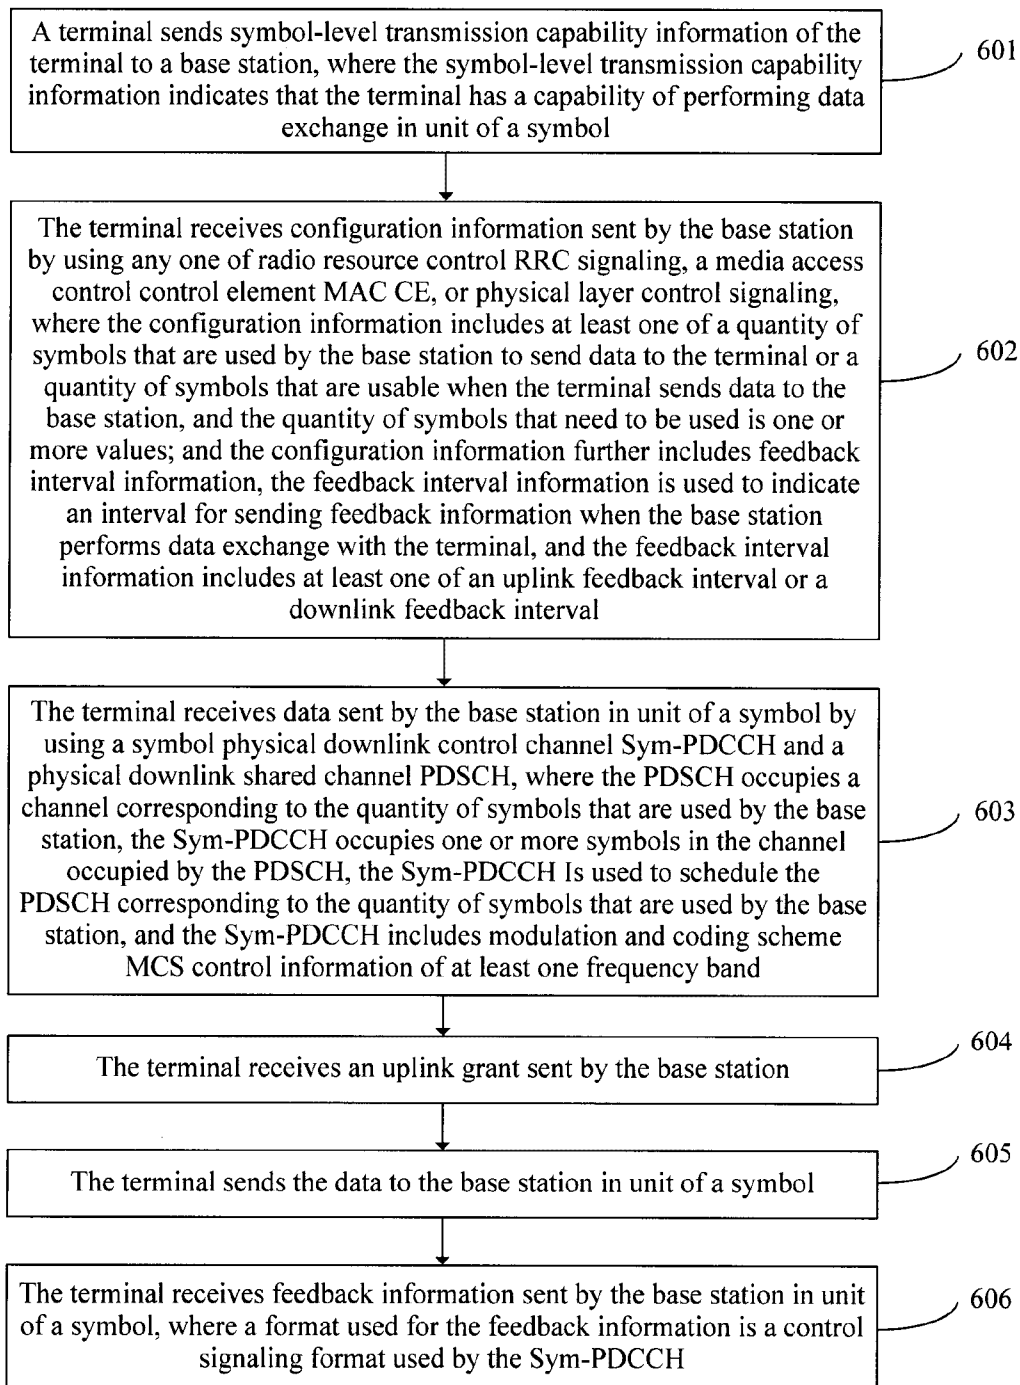 A terminal sends symbol-level transmission capability information of the
terminal to a base station, where the symbol-level transmission capability
information indicates that the terminal has a capability of performing data
exchange in unit of a symbol
601
The terminal receives configuration information sent by the base station
by using any one of radio resource control RRC signaling, a media access
control control element MAC CE, or physical layer control signaling,
where the configuration information includes at least one of a quantity of
symbols that are used by the base station to send data to the terminal or a
quantity of symbols that are usable when the terminal sends data to the
base station, and the quantity of symbols that need to be used is one or
more values; and the configuration information further includes feedback
interval information, the feedback interval information is used to indicate
an interval for sending feedback information when the base station
performs data exchange with the terminal, and the feedback interval
information includes at least one of an uplink feedback interval or a
downlink feedback interval
602
The terminal receives data sent by the base station in unit of a symbol by
using a symbol physical downlink control channel Sym-PDCCH and a
physical downlink shared channel PDSCH, where the PDSCH occupies a
channel corresponding to the quantity of symbols that are used by the base
station, the Sym-PDCCH occupies one or more symbols in the channel
occupied by the PDSCH, the Sym-PDCCH Is used to schedule the
PDSCH corresponding to the quantity of symbols that are used by the base
station, and the Sym-PDCCH includes modulation and coding scheme
MCS control information of at least one frequency band
603
The terminal receives an uplink grant sent by the base station
604
The terminal sends the data to the base station in unit of a symbol
605
The terminal receives feedback information sent by the base station in unit
of a symbol, where a format used for the feedback information is a control
signaling format used by the Sym-PDCCH
606